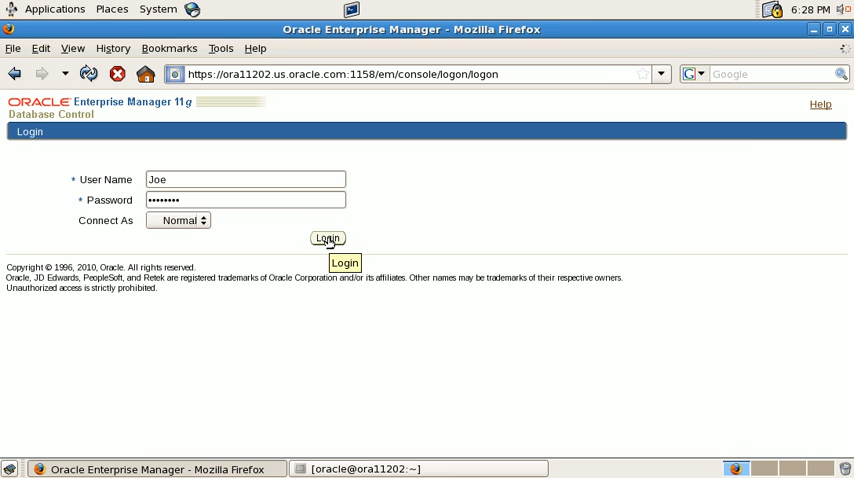 Applications Places System 6:28 PM
Oracle Enterprise Manager - Mozilla Firefox
File Edit View History Bookmarks Tools Help
https://ora11202.us.oracle.com:1158/em/console/logon/logon G Google
ORACLE Enterprise Manager 11g
Database Control
Help
Login
* User Name Joe
* Password ••••••••
Connect As Normal
Login
Login
Copyright © 1996, 2010, Oracle. All rights reserved.
Oracle, JD Edwards, PeopleSoft, and Retek are registered trademarks of Oracle Corporation and/or its affiliates. Other names may be trademarks of their respective owners.
Unauthorized access is strictly prohibited.
Oracle Enterprise Manager - Mozilla Firefox [oracle@ora11202:~]